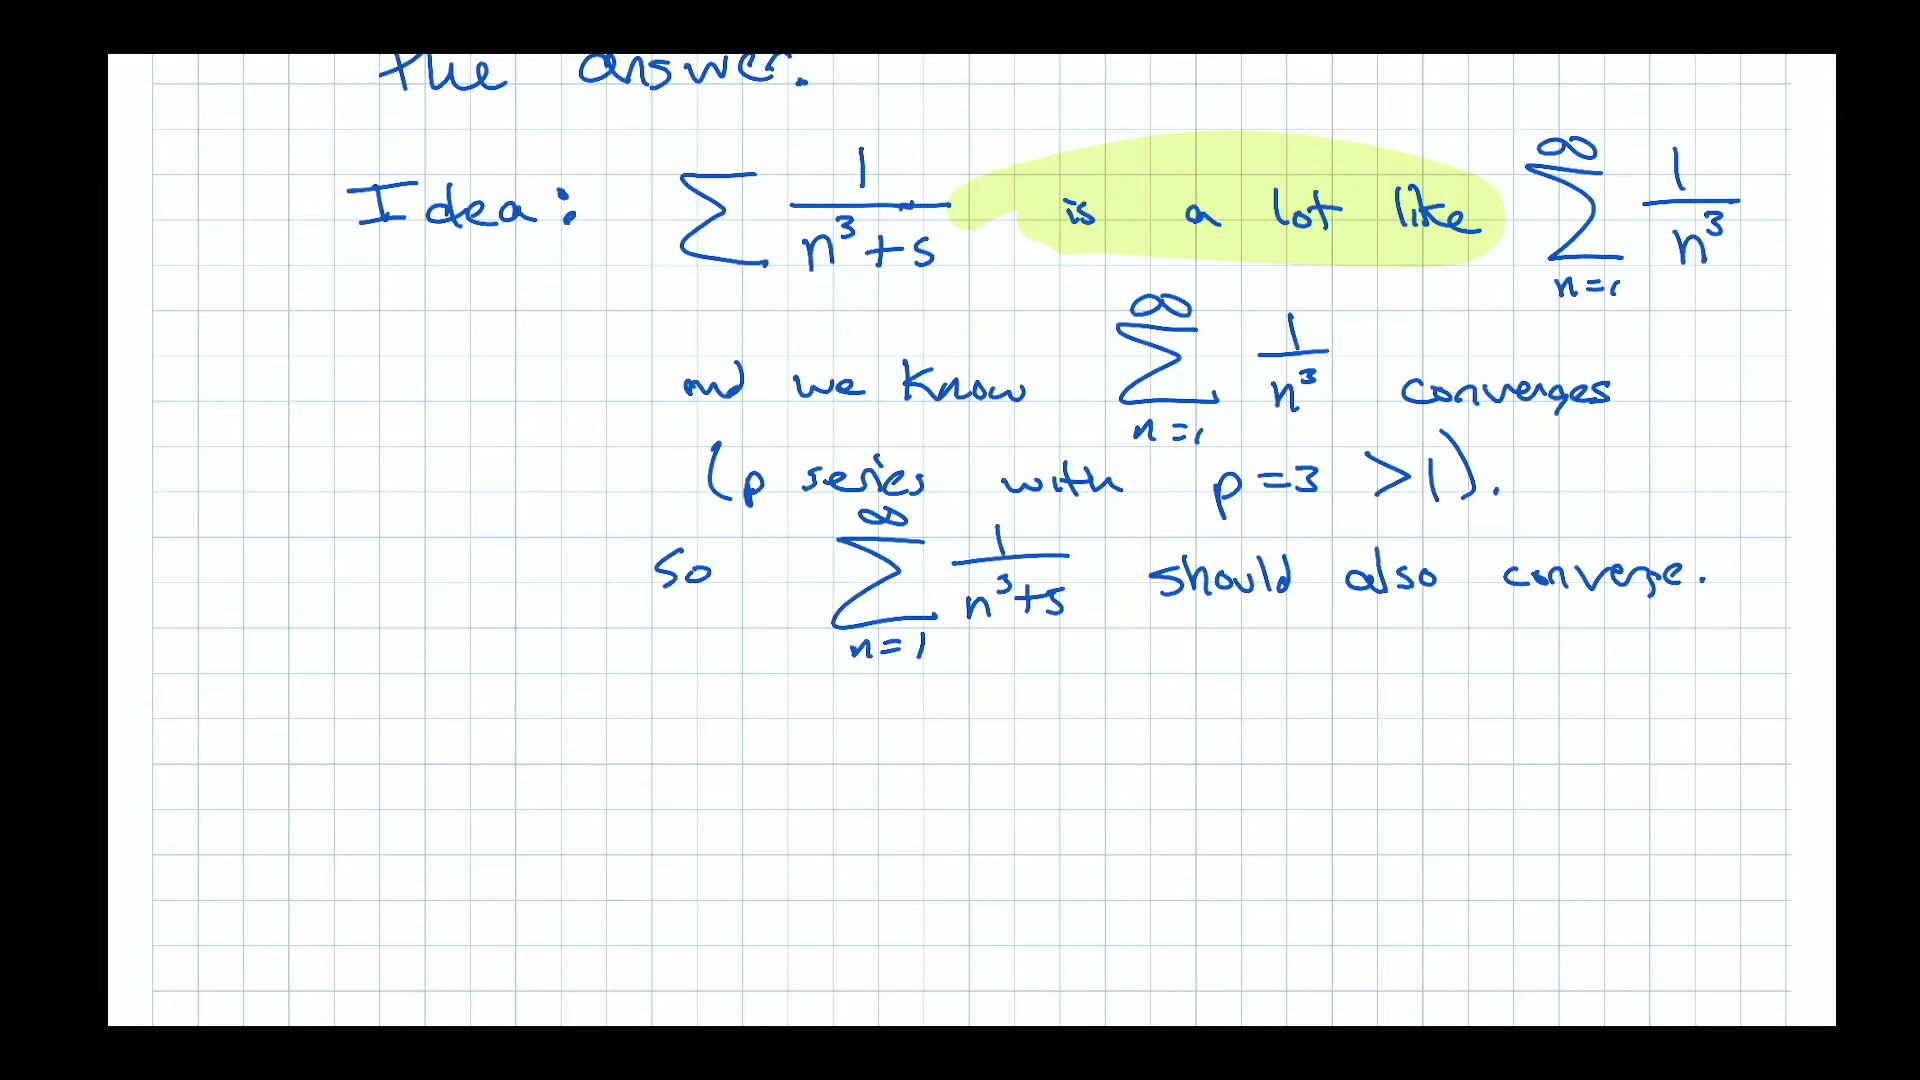 the answer.
Idea: ∑ 1/(n³+5) is a lot like ∑_{n=1}^{∞} 1/n³
and we know ∑_{n=1}^{∞} 1/n³ converges
(p series with p=3 >1).
So ∑_{n=1}^{∞} 1/(n³+5) should also converge.